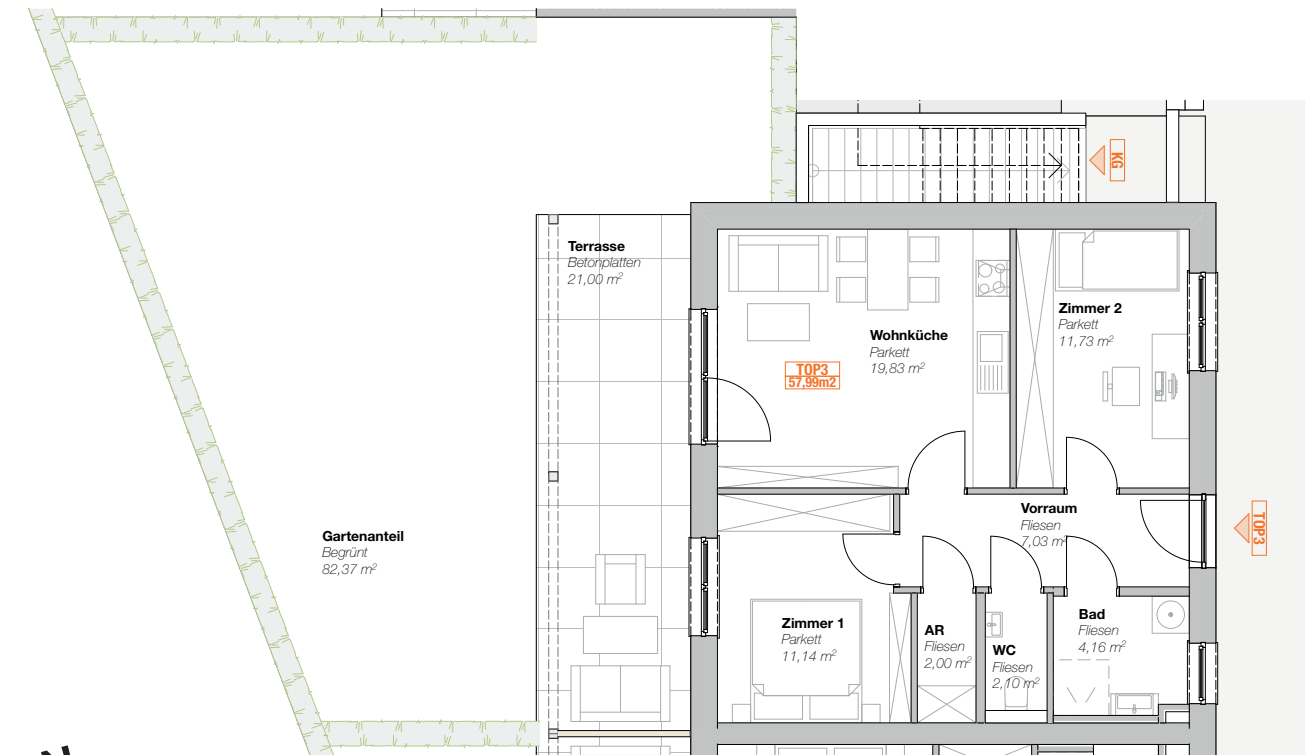 KG
Terrasse
Betonplatten
21,00 m²
Zimmer 2
Parkett
11,73 m²
Wohnküche
Parkett
19,83 m²
TOP3
57,99m2
Vorraum
Fliesen
7,03 m²
TOP3
Gartenanteil
Begrünt
82,37 m²
Zimmer 1
Parkett
11,14 m²
AR
Fliesen
2,00 m²
WC
Fliesen
2,10 m²
Bad
Fliesen
4,16 m²
N